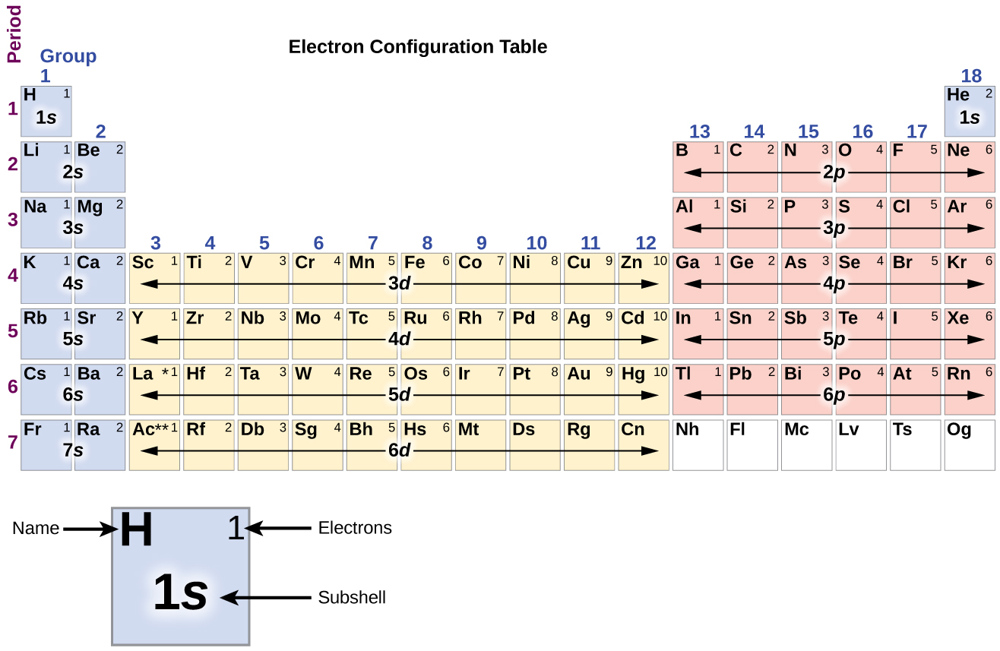 Electron Configuration Table
Period
Group
1 18
1 H 1 He 2
1s 1s
2 13 14 15 16 17
2 Li 1 Be 2 B 1 C 2 N 3 O 4 F 5 Ne 6
2s 2p
3 Na 1 Mg 2 Al 1 Si 2 P 3 S 4 Cl 5 Ar 6
3s 3p
3 4 5 6 7 8 9 10 11 12
4 K 1 Ca 2 Sc 1 Ti 2 V 3 Cr 4 Mn 5 Fe 6 Co 7 Ni 8 Cu 9 Zn 10 Ga 1 Ge 2 As 3 Se 4 Br 5 Kr 6
4s 3d 4p
5 Rb 1 Sr 2 Y 1 Zr 2 Nb 3 Mo 4 Tc 5 Ru 6 Rh 7 Pd 8 Ag 9 Cd 10 In 1 Sn 2 Sb 3 Te 4 I 5 Xe 6
5s 4d 5p
6 Cs 1 Ba 2 La *1 Hf 2 Ta 3 W 4 Re 5 Os 6 Ir 7 Pt 8 Au 9 Hg 10 Tl 1 Pb 2 Bi 3 Po 4 At 5 Rn 6
6s 5d 6p
7 Fr 1 Ra 2 Ac**1 Rf 2 Db 3 Sg 4 Bh 5 Hs 6 Mt Ds Rg Cn Nh Fl Mc Lv Ts Og
7s 6d
Name H 1 Electrons
1s Subshell